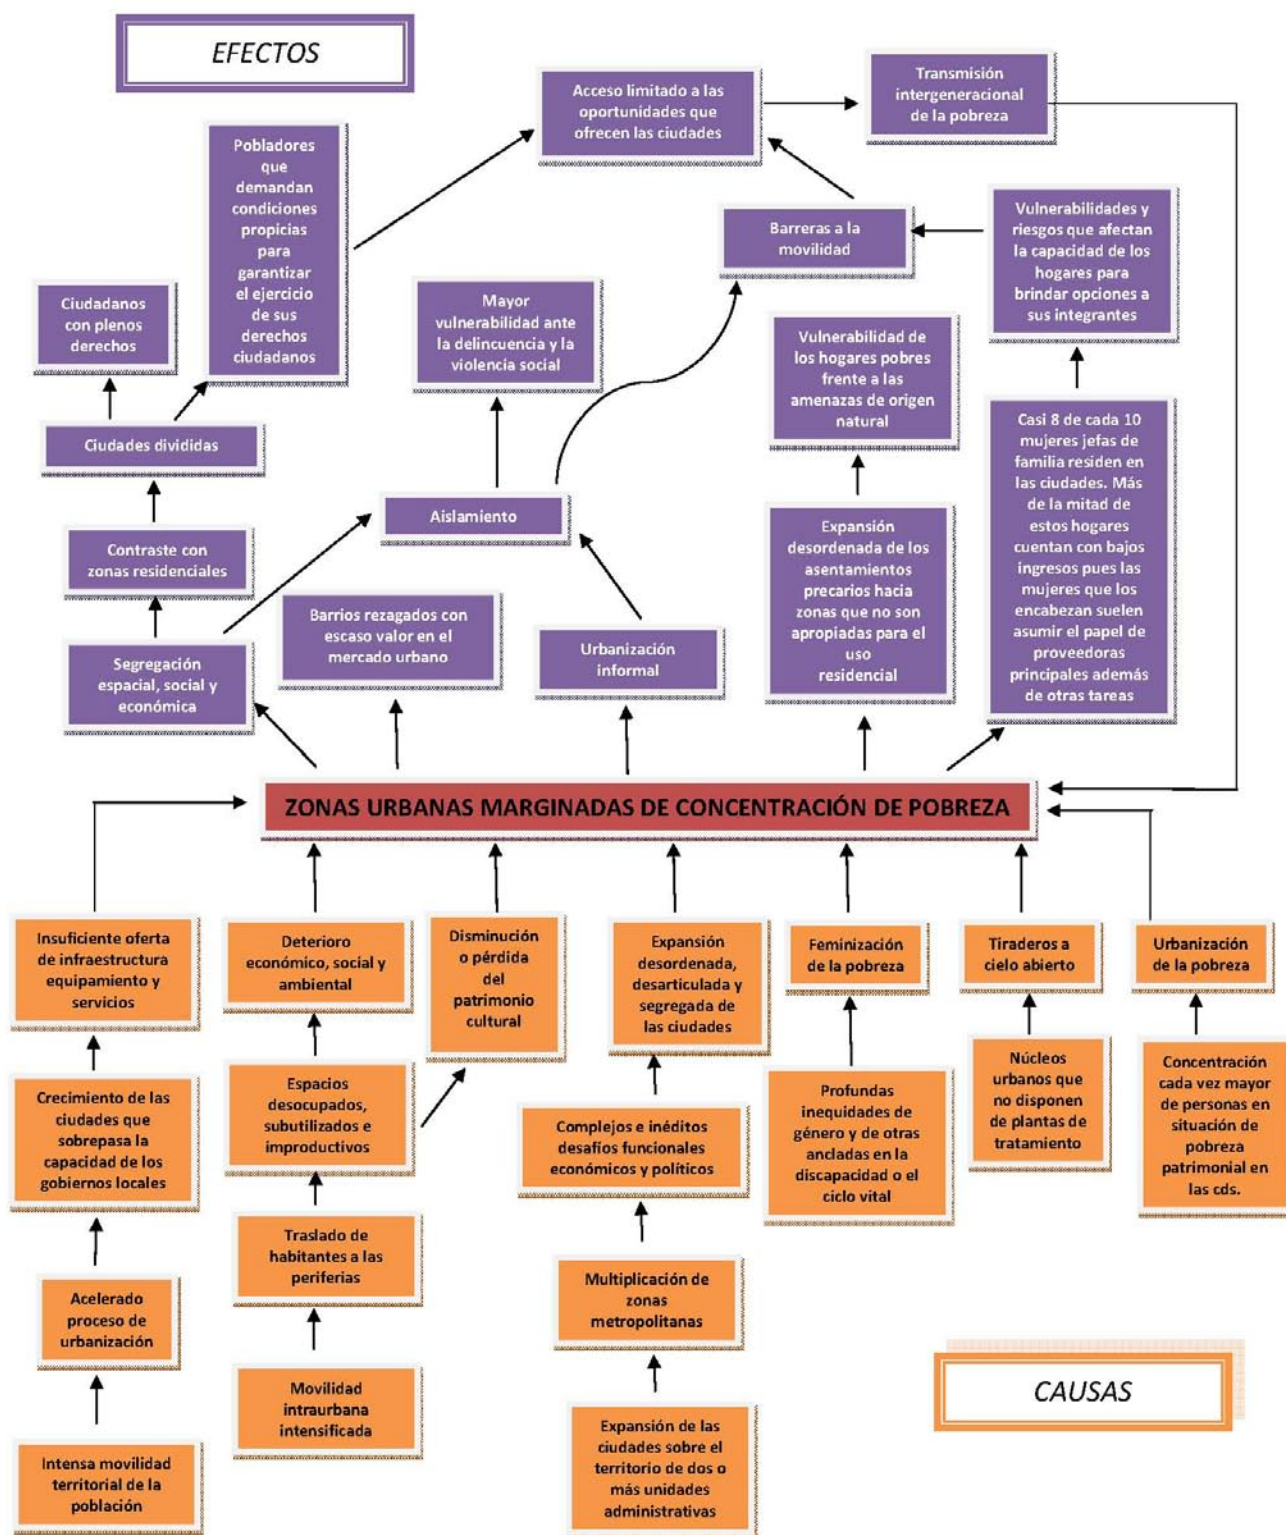 EFECTOS
Acceso limitado a las
oportunidades que
ofrecen las ciudades
Transmisión
intergeneracional
de la pobreza
Pobladores
que
demandan
condiciones
propicias
para
garantizar
el ejercicio
de sus
derechos
ciudadanos
Barreras a la
movilidad
Vulnerabilidades y
riesgos que afectan
la capacidad de los
hogares para
brindar opciones a
sus integrantes
Ciudadanos
con plenos
derechos
Mayor
vulnerabilidad ante
la delincuencia y la
violencia social
Vulnerabilidad de
los hogares pobres
frente a las
amenazas de origen
natural
Ciudades divididas
Casi 8 de cada 10
mujeres jefas de
familia residen en
las ciudades. Más
de la mitad de
estos hogares
cuentan con bajos
ingresos pues las
mujeres que los
encabezan suelen
asumir el papel de
proveedoras
principales además
de otras tareas
Aislamiento
Expansión
desordenada de los
asentamientos
precarios hacia
zonas que no son
apropiadas para el
uso
residencial
Contraste con
zonas residenciales
Barrios rezagados con
escaso valor en el
mercado urbano
Urbanización
informal
Segregación
espacial, social y
económica
ZONAS URBANAS MARGINADAS DE CONCENTRACIÓN DE POBREZA
Insuficiente oferta
de infraestructura
equipamiento y
servicios
Deterioro
económico, social y
ambiental
Disminución
o pérdida
del
patrimonio
cultural
Expansión
desordenada,
desarticulada y
segregada de
las ciudades
Feminización
de la pobreza
Tiraderos a
cielo abierto
Urbanización
de la pobreza
Crecimiento de las
ciudades que
sobrepasa la
capacidad de los
gobiernos locales
Espacios
desocupados,
subutilizados e
improductivos
Complejos e inéditos
desafíos funcionales
económicos y políticos
Profundas
inequidades de
género y de otras
ancladas en la
discapacidad o el
ciclo vital
Núcleos
urbanos que
no disponen
de plantas de
tratamiento
Concentración
cada vez mayor
de personas en
situación de
pobreza
patrimonial en
las cds.
Traslado de
habitantes a las
periferias
Acelerado
proceso de
urbanización
Multiplicación de
zonas
metropolitanas
Movilidad
intraurbana
intensificada
CAUSAS
Intensa movilidad
territorial de la
población
Expansión de las
ciudades sobre el
territorio de dos o
más unidades
administrativas